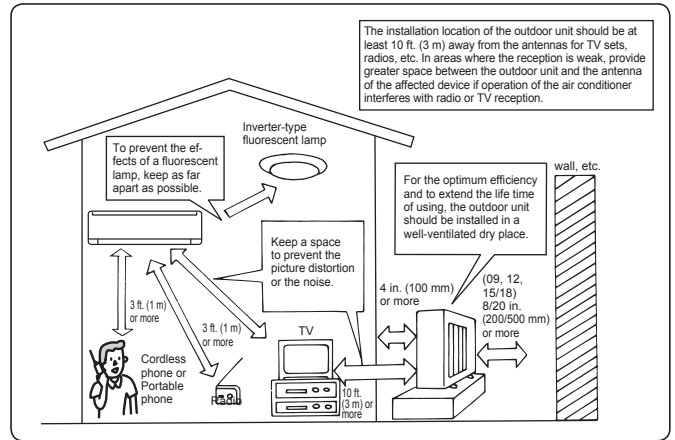 The installation location of the outdoor unit should be at
least 10 ft. (3 m) away from the antennas for TV sets,
radios, etc. In areas where the reception is weak, provide
greater space between the outdoor unit and the antenna
of the affected device if operation of the air conditioner
interferes with radio or TV reception.
Inverter-type
fluorescent lamp
To prevent the ef-
fects of a fluorescent
lamp, keep as far
apart as possible.
wall, etc.
For the optimum efficiency
and to extend the life time
of using, the outdoor unit
should be installed in a
well-ventilated dry place.
Keep a space
to prevent the
picture distortion
or the noise.
4 in. (100 mm)
or more
(09, 12,
15/18)
8/20 in.
(200/500 mm)
or more
3 ft. (1 m)
or more
3 ft. (1 m)
or more
TV
Cordless
phone or
Portable
phone
Radio
10 ft.
(3 m) or
more